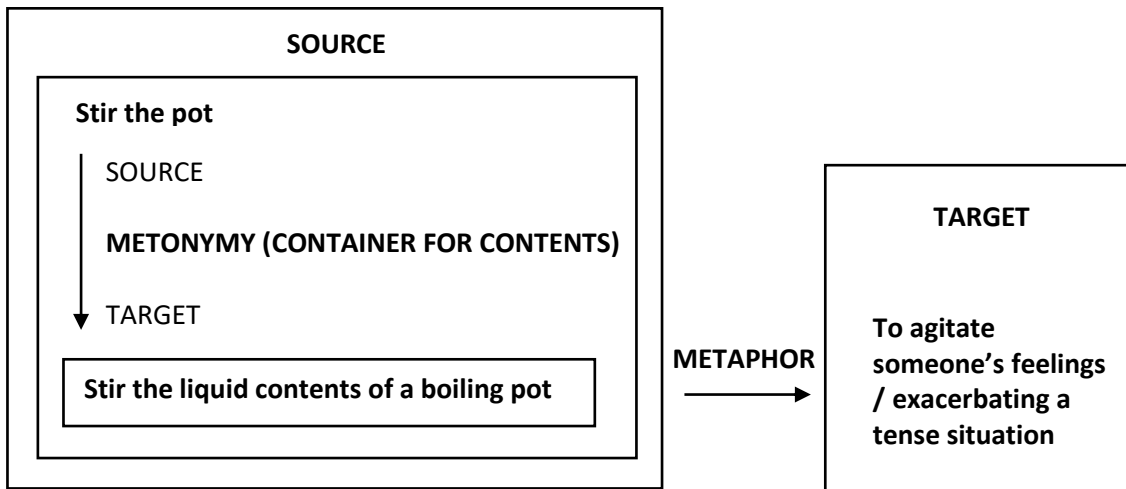 SOURCE
Stir the pot
SOURCE
METONYMY (CONTAINER FOR CONTENTS)
TARGET
Stir the liquid contents of a boiling pot
METAPHOR
TARGET
To agitate
someone’s feelings
/ exacerbating a
tense situation